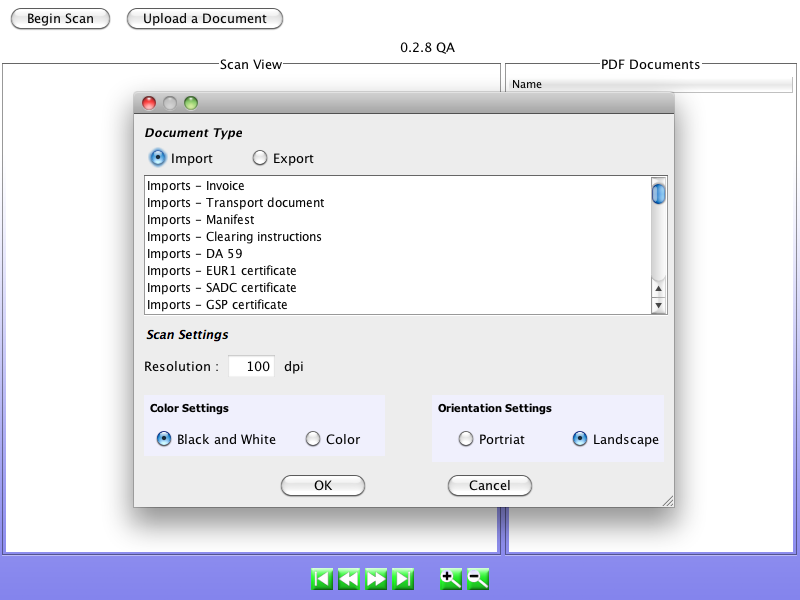 Begin Scan
Upload a Document
0.2.8 QA
Scan View
PDF Documents
Name
Document Type
Import
Export
Imports - Invoice
Imports - Transport document
Imports - Manifest
Imports - Clearing instructions
Imports - DA 59
Imports - EUR1 certificate
Imports - SADC certificate
Imports - GSP certificate
Scan Settings
Resolution : 100 dpi
Color Settings
Black and White
Color
Orientation Settings
Portriat
Landscape
OK
Cancel